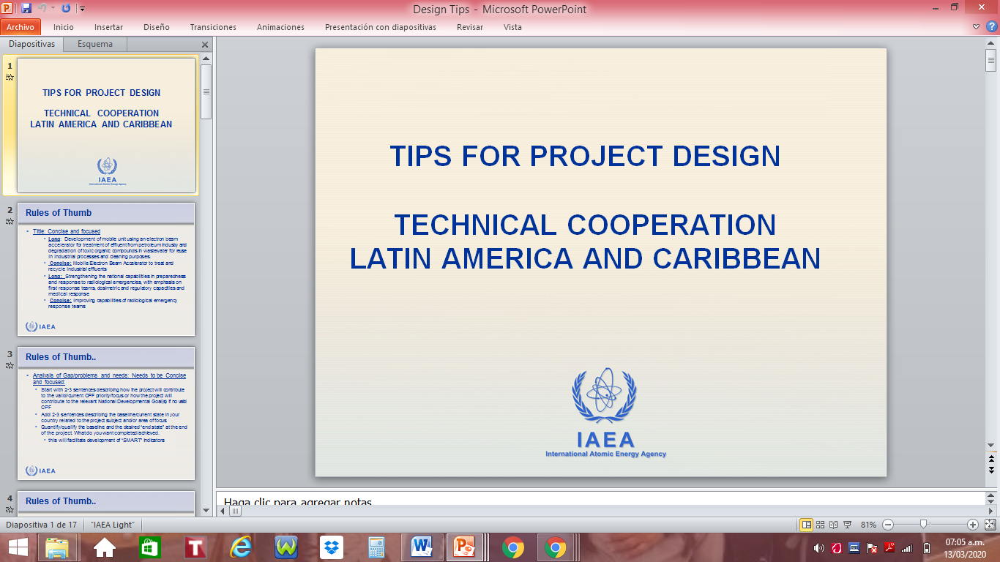 Design Tips - Microsoft PowerPoint
Archivo Inicio Insertar Diseño Transiciones Animaciones Presentación con diapositivas Revisar Vista
Diapositivas Esquema
1
TIPS FOR PROJECT DESIGN
TECHNICAL COOPERATION
LATIN AMERICA AND CARIBBEAN
IAEA
International Atomic Energy Agency
2
Rules of Thumb
Title: Concise and focused
Long: Development of mobile unit using an electron beam
accelerator for treatment of effluent from petroleum industry and
degradation of toxic organic compounds in wastewater for reuse
in industrial processes and cleaning purposes.
Concise: Mobile Electron Beam Accelerator to treat and
recycle industrial effluents
Long: Strengthening the national capabilities in preparedness
and response to radiological emergencies, with emphasis on
first response teams, dosimetric and regulatory capacities and
medical response
Concise: Improving capabilities of radiological emergency
response teams
IAEA
3
Rules of Thumb..
Analysis of Gap/problems and needs: Needs to be Concise
and focused:
Start with 2-3 sentences describing how the project will contribute
to the valid/current CPF priority/focus or how the project will
contribute to the relevant National Developmental Goal(s) if no valid
CPF
Add 2-3 sentences describing the baseline/current state in your
country related to the project subject and/or area of focus
Quantify/qualify the baseline and the desired "end state" at the end
of the project. What do you want completed/achieved.
this will facilitate development of "SMART" indicators
IAEA
4
Rules of Thumb..
TIPS FOR PROJECT DESIGN
TECHNICAL COOPERATION
LATIN AMERICA AND CARIBBEAN
IAEA
International Atomic Energy Agency
Haga clic para agregar notas
Diapositiva 1 de 17 "IAEA Light" 81%
07:05 a.m.
13/03/2020